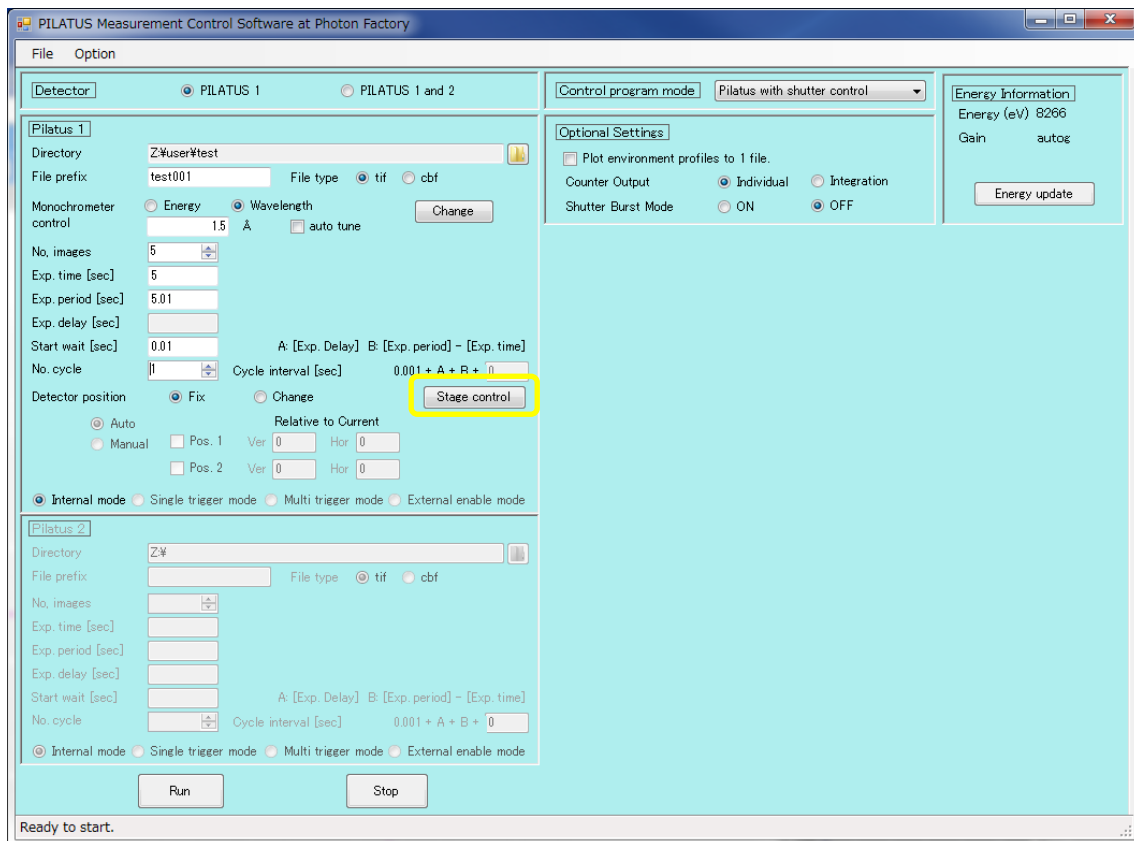 PILATUS Measurement Control Software at Photon Factory
File Option
Detector PILATUS 1 PILATUS 1 and 2
Control program mode Pilatus with shutter control
Energy Information
Energy (eV) 8266
Gain autog
Energy update
Pilatus 1
Directory Z:¥user¥test
File prefix test001 File type tif cbf
Monochrometer control Energy Wavelength
1.5 Å auto tune
Change
No, images 5
Exp. time [sec] 5
Exp. period [sec] 5.01
Exp. delay [sec]
Start wait [sec] 0.01 A: [Exp. Delay] B: [Exp. period] - [Exp. time]
No. cycle 1 Cycle interval [sec] 0.001 + A + B + 0
Detector position Fix Change Stage control
Auto Relative to Current
Manual Pos. 1 Ver 0 Hor 0
Pos. 2 Ver 0 Hor 0
Internal mode Single trigger mode Multi trigger mode External enable mode
Optional Settings
Plot environment profiles to 1 file.
Counter Output Individual Integration
Shutter Burst Mode ON OFF
Pilatus 2
Directory Z:¥
File prefix File type tif cbf
No, images
Exp. time [sec]
Exp. period [sec]
Exp. delay [sec]
Start wait [sec] A: [Exp. Delay] B: [Exp. period] - [Exp. time]
No. cycle Cycle interval [sec] 0.001 + A + B + 0
Internal mode Single trigger mode Multi trigger mode External enable mode
Run Stop
Ready to start.